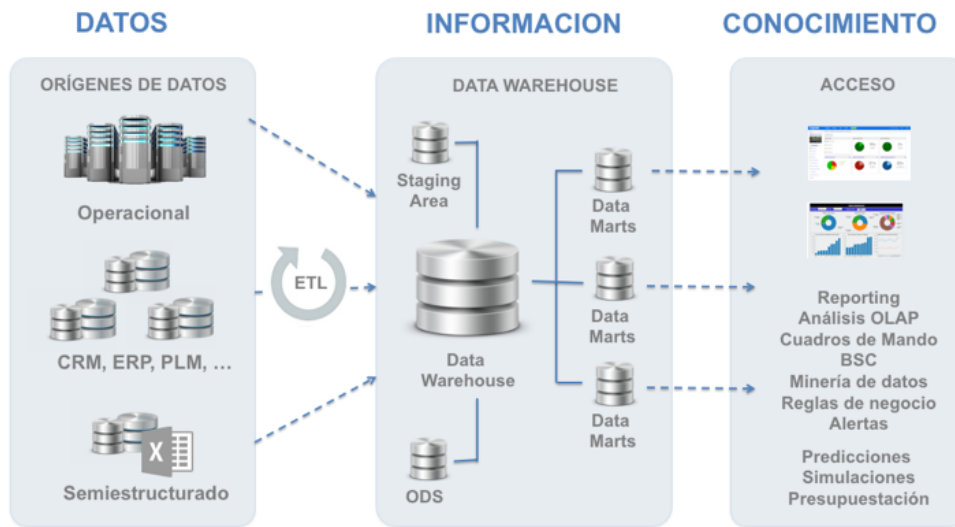 DATOS
INFORMACION
CONOCIMIENTO
ORÍGENES DE DATOS
Operacional
CRM, ERP, PLM, ...
Semiestructurado
ETL
DATA WAREHOUSE
Staging
Area
Data
Warehouse
ODS
Data
Marts
Data
Marts
Data
Marts
ACCESO
Reporting
Análisis OLAP
Cuadros de Mando
BSC
Minería de datos
Reglas de negocio
Alertas
Predicciones
Simulaciones
Presupuestación
X